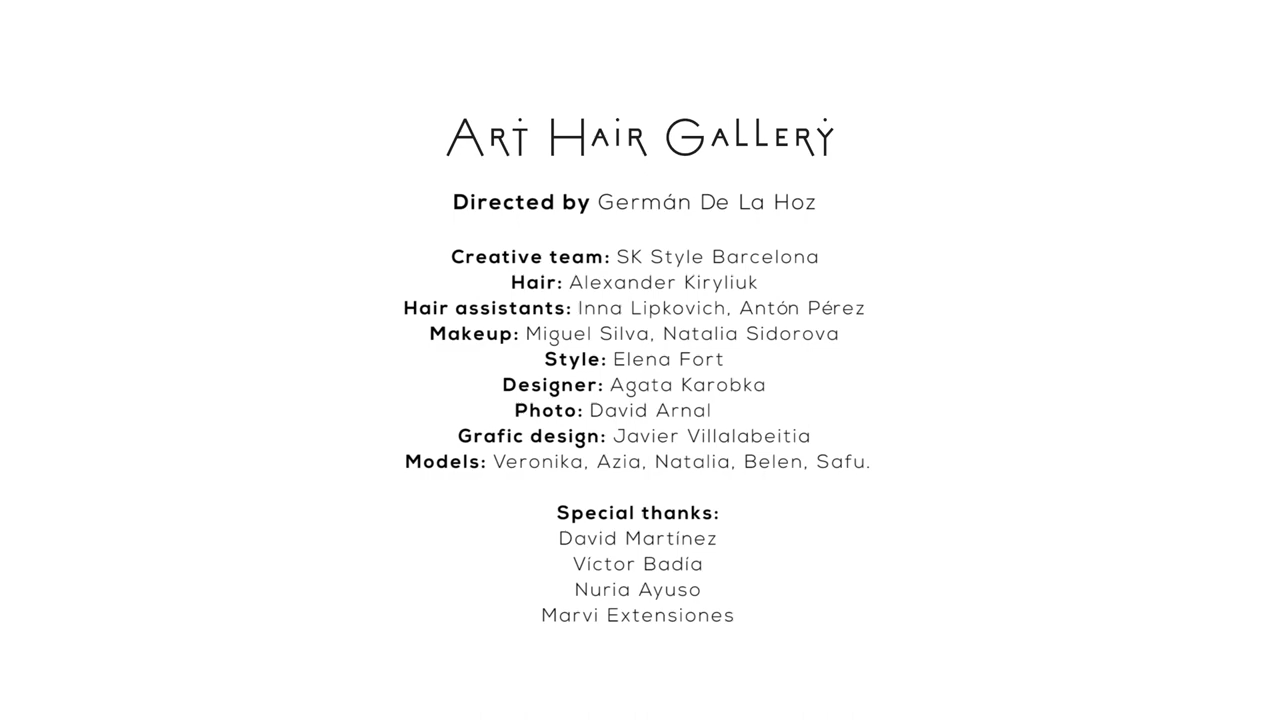 Art Hair Gallery
Directed by Germán De La Hoz
Creative team: SK Style Barcelona
Hair: Alexander Kiryliuk
Hair assistants: Inna Lipkovich, Antón Pérez
Makeup: Miguel Silva, Natalia Sidorova
Style: Elena Fort
Designer: Agata Karobka
Photo: David Arnal
Grafic design: Javier Villalabeitia
Models: Veronika, Azia, Natalia, Belen, Safu.
Special thanks:
David Martínez
Víctor Badía
Nuria Ayuso
Marvi Extensiones